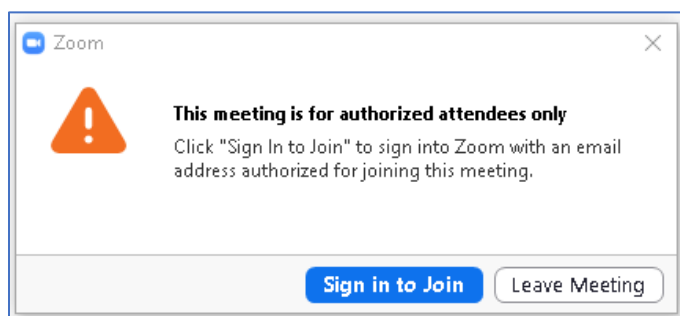 Zoom
This meeting is for authorized attendees only
Click "Sign In to Join" to sign into Zoom with an email
address authorized for joining this meeting.
Sign in to Join
Leave Meeting